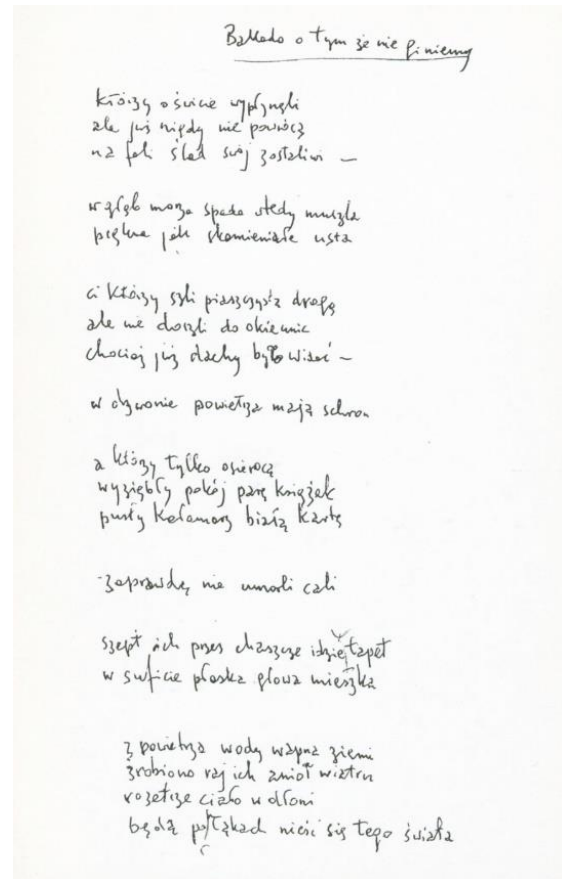 Ballada o tym że nie giniemy
którzy o świcie wypłynęli
ale już nigdy nie powrócą
na fali ślad swój zostawili —
w głąb morza spada wtedy muszla
piękna jak skamieniałe usta
ci którzy szli piaszczystą drogą
ale nie doszli do okiennic
chociaż już dachy było widać —
w dzwonie powietrza mają schron
a którzy tylko osierocą
wyziębły pokój parę książek
pusty kałamarz białą kartę
zaprawdę nie umarli cali
szept ich przez chaszcze idzie tapet
w suficie płaska głowa mieszka
z powietrza wody wapna ziemi
zrobiono raj ich anioł wiatru
rozetrze ciało w dłoni
będą po łąkach nieść się tego świata